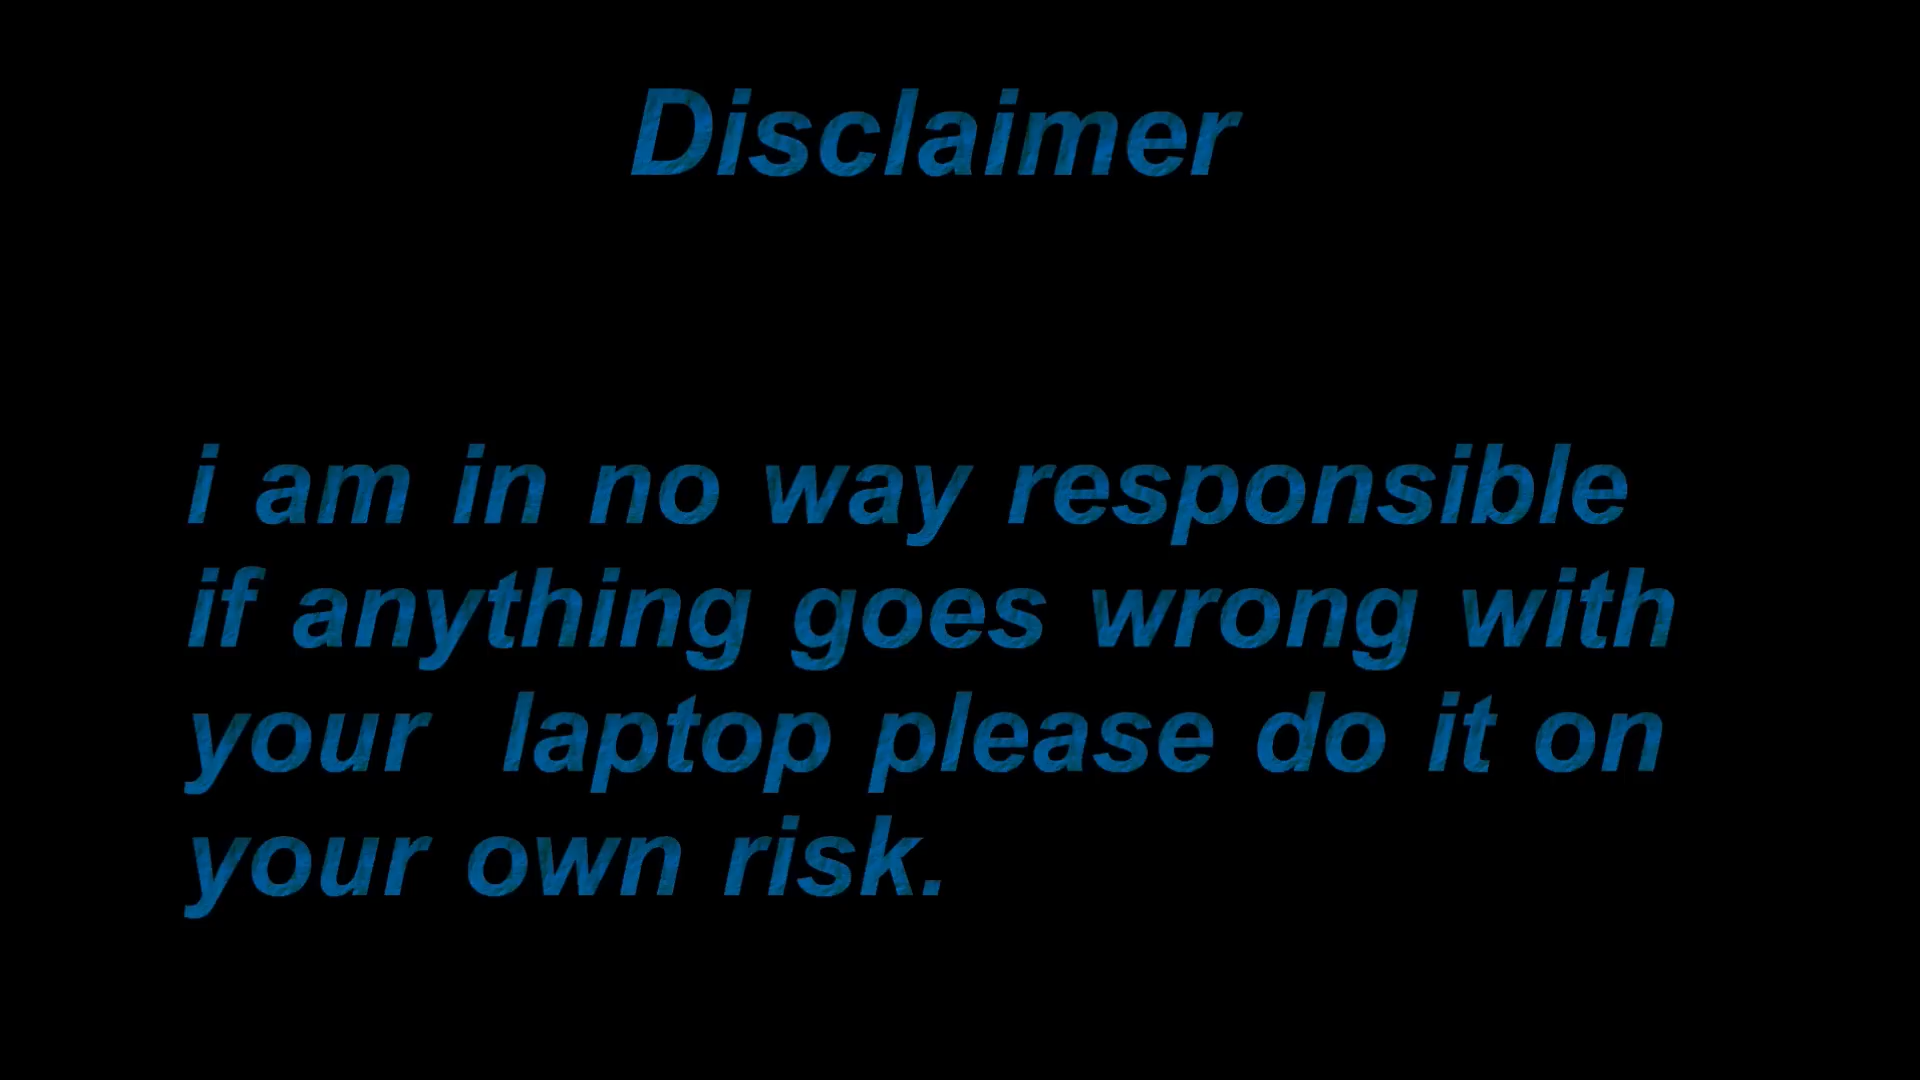 Disclaimer
i am in no way responsible
if anything goes wrong with
your  laptop please do it on
your own risk.